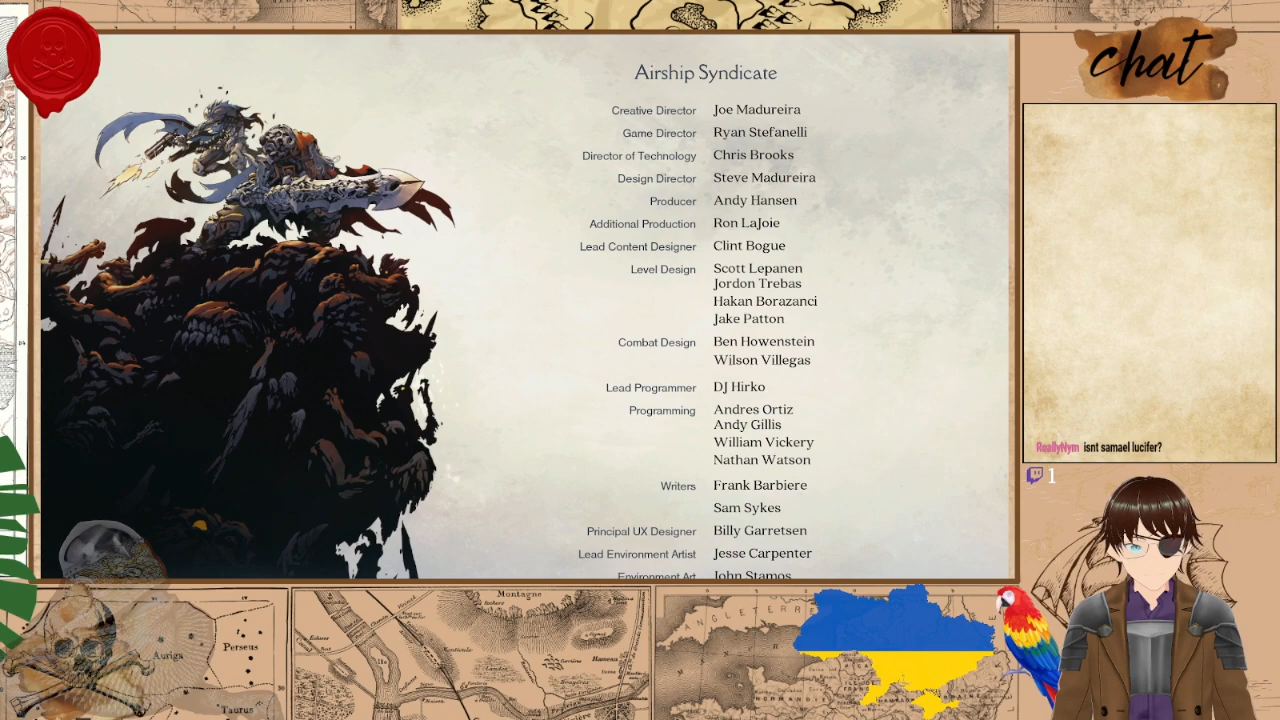 chat
Airship Syndicate
Creative Director Joe Madureira
Game Director Ryan Stefanelli
Director of Technology Chris Brooks
Design Director Steve Madureira
Producer Andy Hansen
Additional Production Ron LaJoie
Lead Content Designer Clint Bogue
Level Design Scott Lepanen
Jordon Trebas
Hakan Borazanci
Jake Patton
Combat Design Ben Howenstein
Wilson Villegas
Lead Programmer DJ Hirko
Programming Andres Ortiz
Andy Gillis
William Vickery
Nathan Watson
Writers Frank Barbiere
Sam Sykes
Principal UX Designer Billy Garretsen
Lead Environment Artist Jesse Carpenter
Environment Art John Stamos
ReallyNym isnt samael lucifer?
1
Montagne
Auriga
Perseus
Taurus